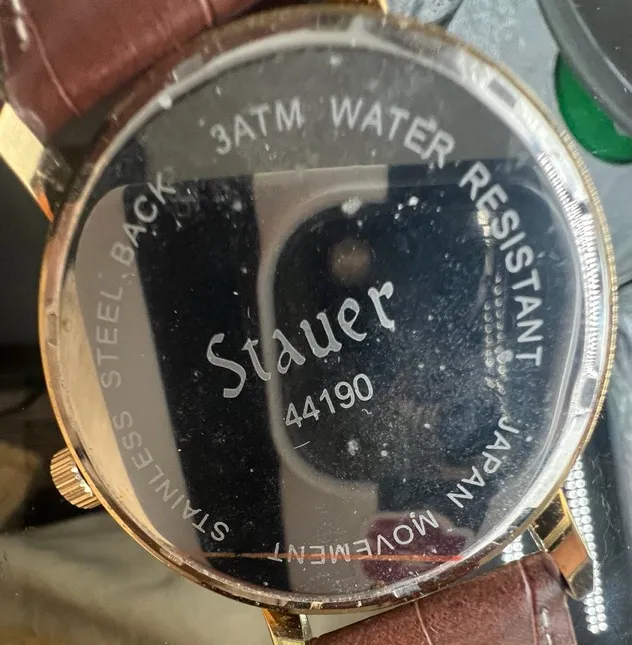 3ATM WATER RESISTANT
JAPAN MOVEMENT
STAINLESS STEEL BACK
Stauer
44190